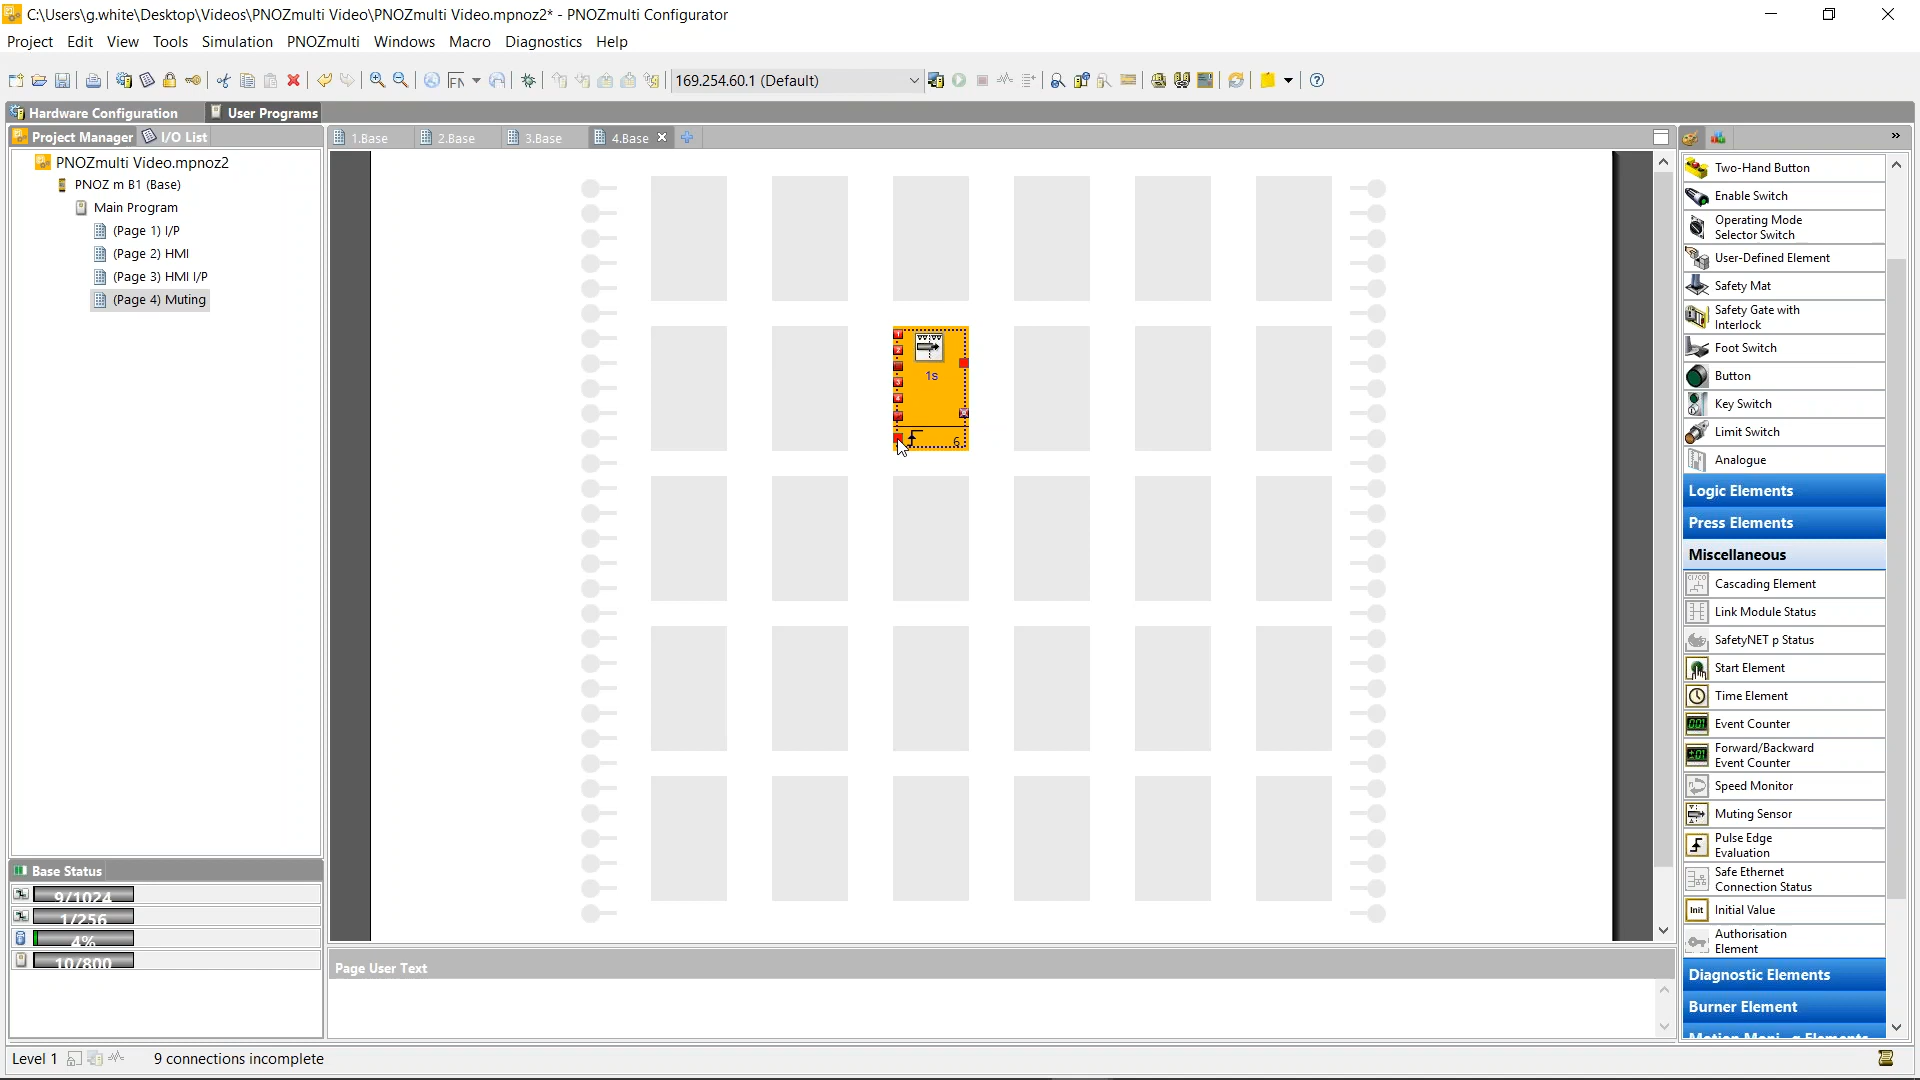 C:\Users\g.white\Desktop\Videos\PNOZmulti Video\PNOZmulti Video.mpnoz2* - PNOZmulti Configurator
Project Edit View Tools Simulation PNOZmulti Windows Macro Diagnostics Help
169.254.60.1 (Default)
Hardware Configuration User Programs
Project Manager I/O List
1.Base 2.Base 3.Base 4.Base
PNOZmulti Video.mpnoz2
PNOZ m B1 (Base)
Main Program
(Page 1) I/P
(Page 2) HMI
(Page 3) HMI I/P
(Page 4) Muting
1s
6
Two-Hand Button
Enable Switch
Operating Mode
Selector Switch
User-Defined Element
Safety Mat
Safety Gate with
Interlock
Foot Switch
Button
Key Switch
Limit Switch
Analogue
Logic Elements
Press Elements
Miscellaneous
Cascading Element
Link Module Status
SafetyNET p Status
Start Element
Time Element
Event Counter
Forward/Backward
Event Counter
Speed Monitor
Muting Sensor
Pulse Edge
Evaluation
Safe Ethernet
Connection Status
Init Initial Value
Authorisation
Element
Diagnostic Elements
Burner Element
Base Status
9/1024
1/256
4%
10/800
Page User Text
Level 1 9 connections incomplete